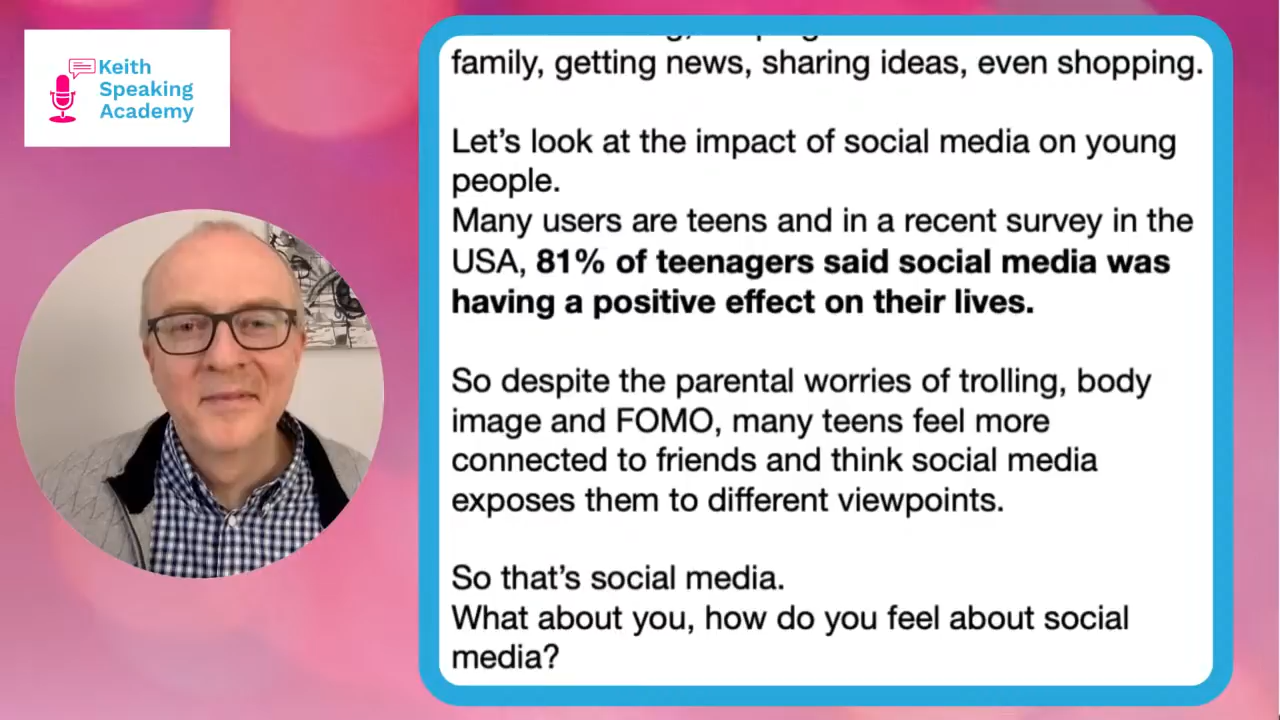 Keith
Speaking
Academy
family, getting news, sharing ideas, even shopping.
Let's look at the impact of social media on young
people.
Many users are teens and in a recent survey in the
USA, 81% of teenagers said social media was
having a positive effect on their lives.
So despite the parental worries of trolling, body
image and FOMO, many teens feel more
connected to friends and think social media
exposes them to different viewpoints.
So that's social media.
What about you, how do you feel about social
media?